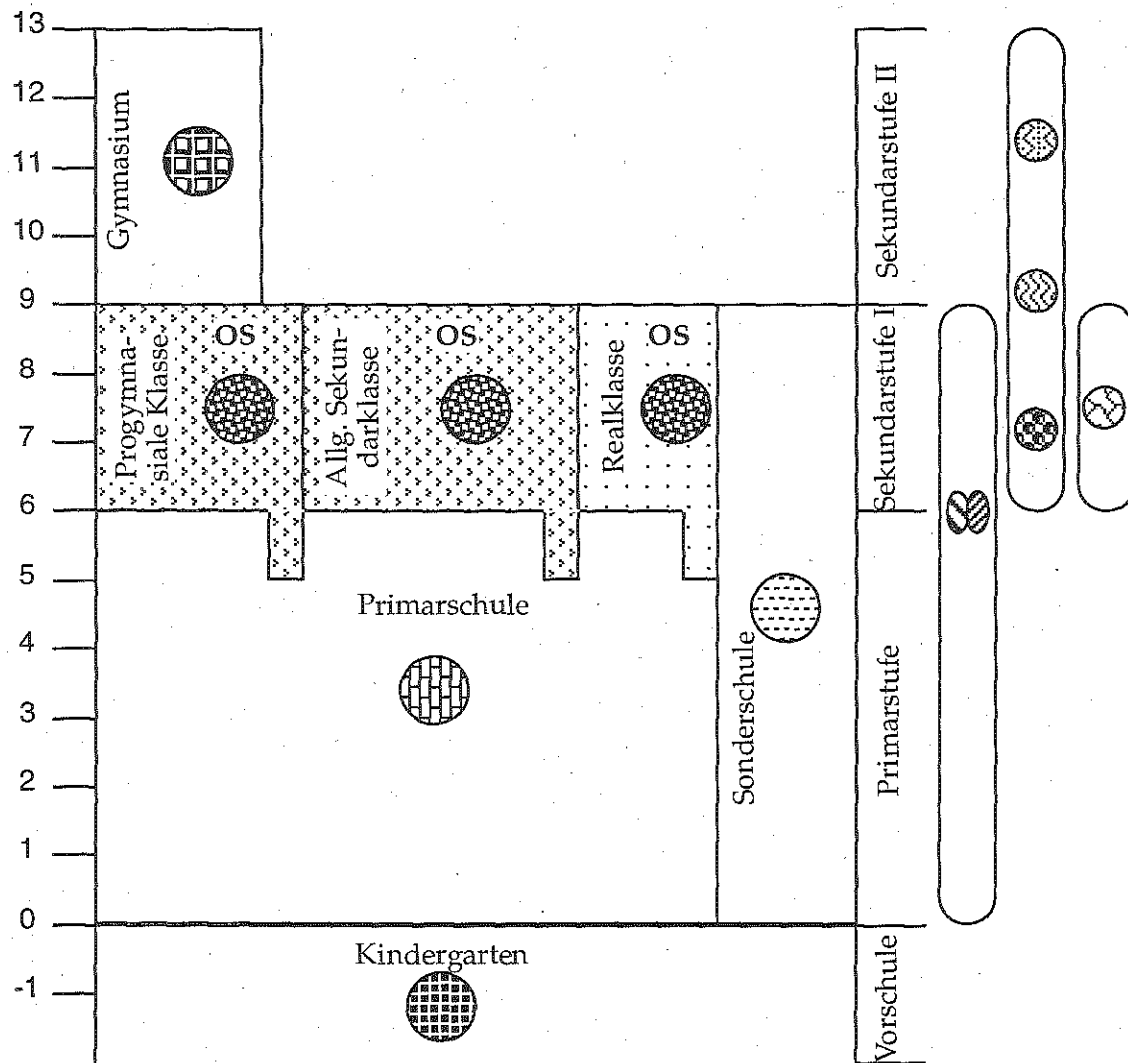 13
12
11
10
9
8
7
6
5
4
3
2
1
0
-1
Gymnasium
Sekundarstufe II
Progymna-
siale Klasse
OS
Allg. Sekun-
darklasse
OS
Realklasse
OS
Sekundarstufe I
Primarschule
Sonderschule
Primarstufe
Kindergarten
Vorschule